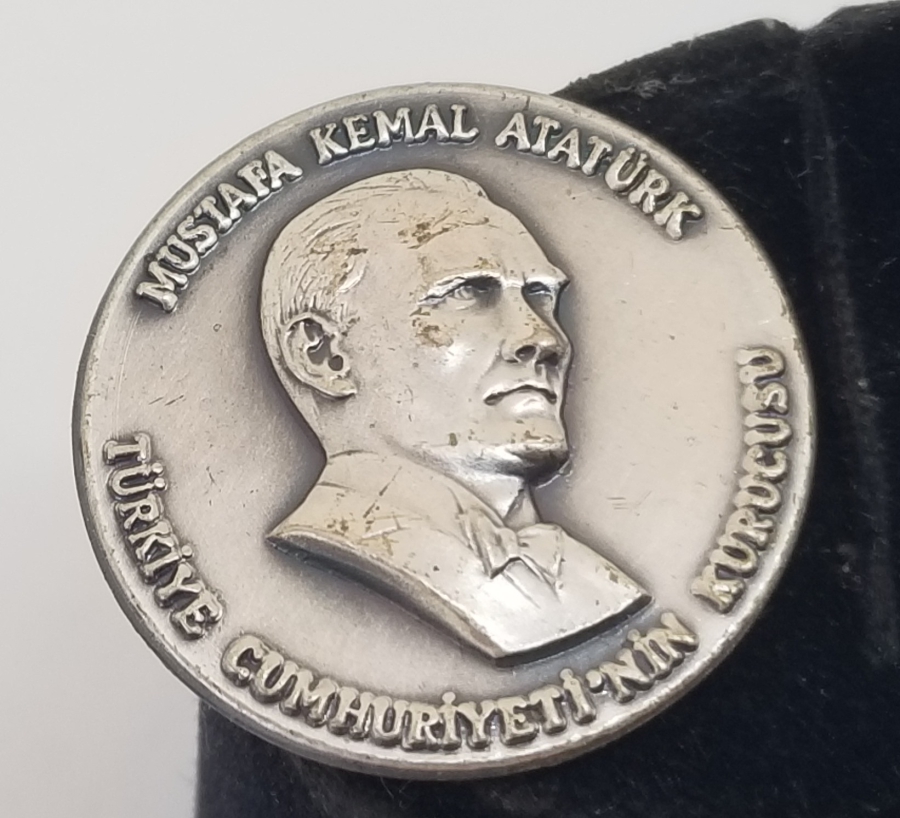 MUSTAFA KEMAL ATATÜRK
TÜRKİYE CUMHURİYETİ'NİN KURUCUSU